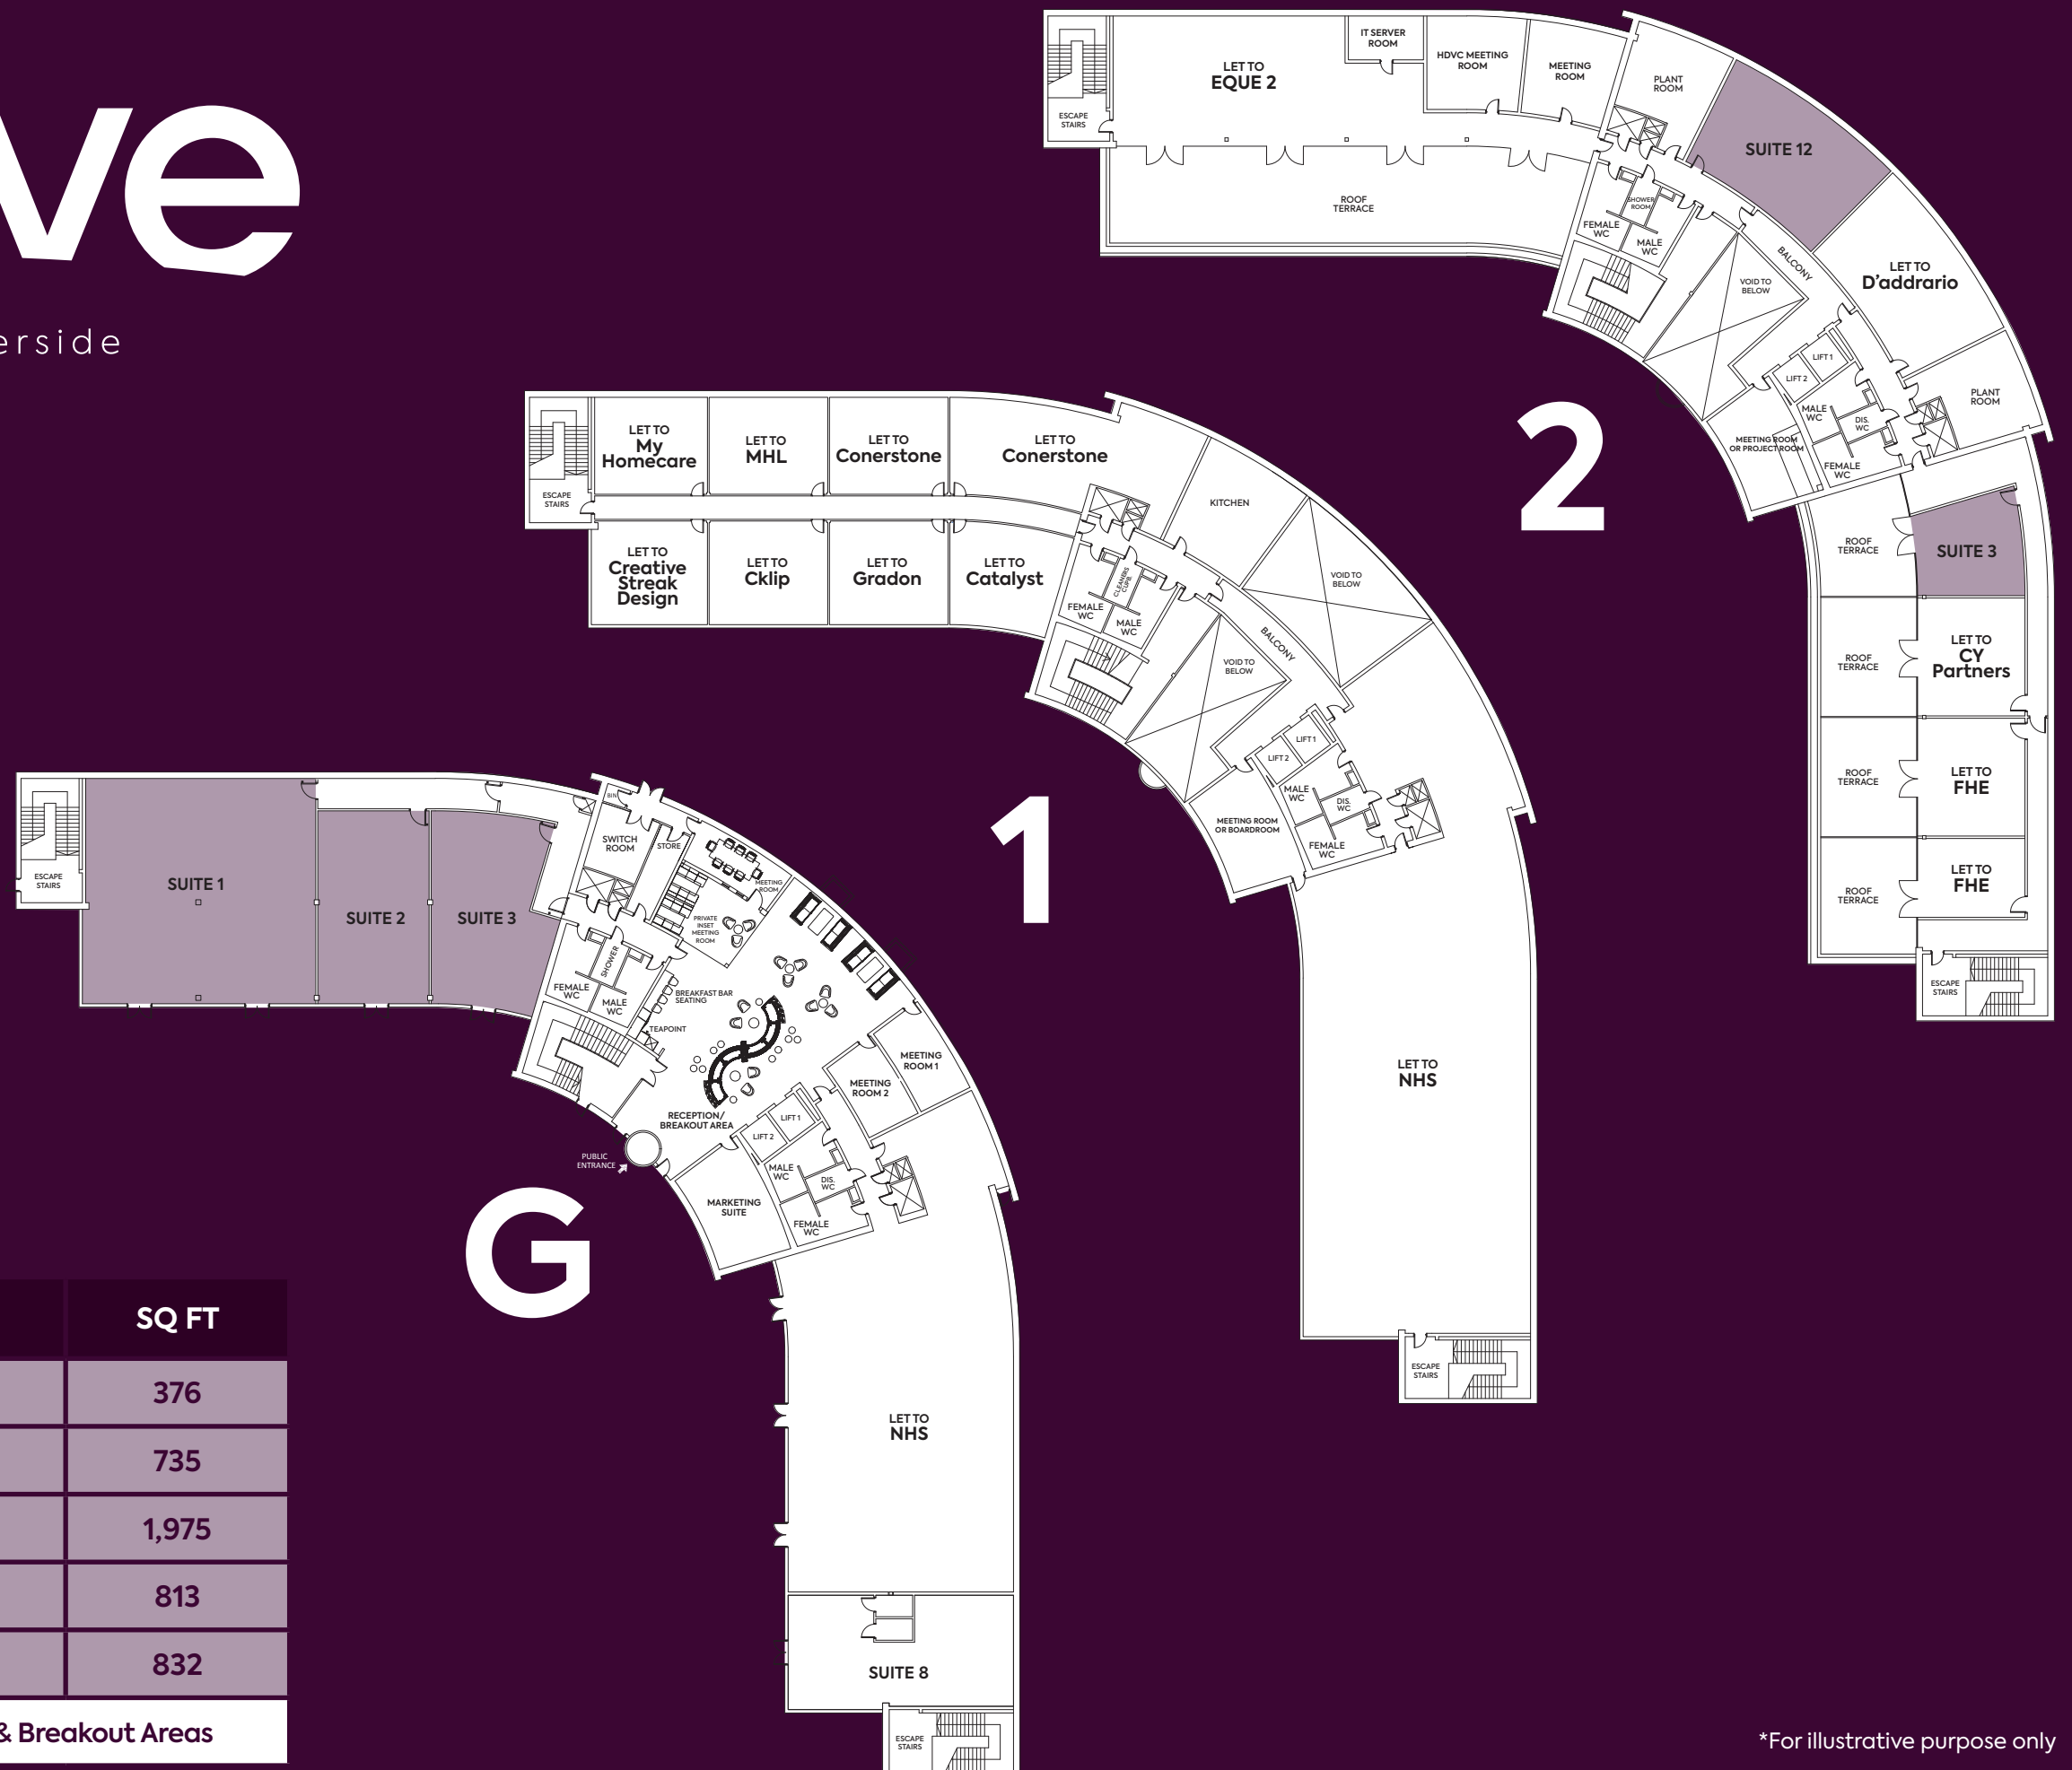 ve
erside
2
ESCAPE
STAIRS
LET TO
EQUE 2
IT SERVER
ROOM
HDVC MEETING
ROOM
MEETING
ROOM
PLANT
ROOM
SUITE 12
ROOF
TERRACE
SHOWER
ROOM
FEMALE
WC
MALE
WC
BALCONY
VOID TO
BELOW
LET TO
D'addrario
LIFT 1
LIFT 2
MALE
WC
DIS.
WC
FEMALE
WC
PLANT
ROOM
MEETING ROOM
OR PROJECT ROOM
ROOF
TERRACE
SUITE 3
ROOF
TERRACE
LET TO
CY
Partners
ROOF
TERRACE
LET TO
FHE
ROOF
TERRACE
LET TO
FHE
ESCAPE
STAIRS
1
ESCAPE
STAIRS
LET TO
My
Homecare
LET TO
MHL
LET TO
Conerstone
LET TO
Conerstone
LET TO
Creative
Streak
Design
LET TO
Cklip
LET TO
Gradon
LET TO
Catalyst
KITCHEN
VOID TO
BELOW
CLEANERS
CUPB.
FEMALE
WC
MALE
WC
BALCONY
VOID TO
BELOW
LIFT 1
LIFT 2
MALE
WC
DIS.
WC
FEMALE
WC
MEETING ROOM
OR BOARDROOM
LET TO
NHS
ESCAPE
STAIRS
G
ESCAPE
STAIRS
SUITE 1
SUITE 2
SUITE 3
BIN
SWITCH
ROOM
STORE
MEETING
ROOM
PRIVATE
INSET
MEETING
ROOM
SHOWER
FEMALE
WC
MALE
WC
BREAKFAST BAR
SEATING
TEAPOINT
MEETING
ROOM 1
MEETING
ROOM 2
RECEPTION/
BREAKOUT AREA
LIFT 1
LIFT 2
PUBLIC
ENTRANCE
MARKETING
SUITE
MALE
WC
DIS.
WC
FEMALE
WC
LET TO
NHS
SUITE 8
ESCAPE
STAIRS
SQ FT
376
735
1,975
813
832
& Breakout Areas
*For illustrative purpose only